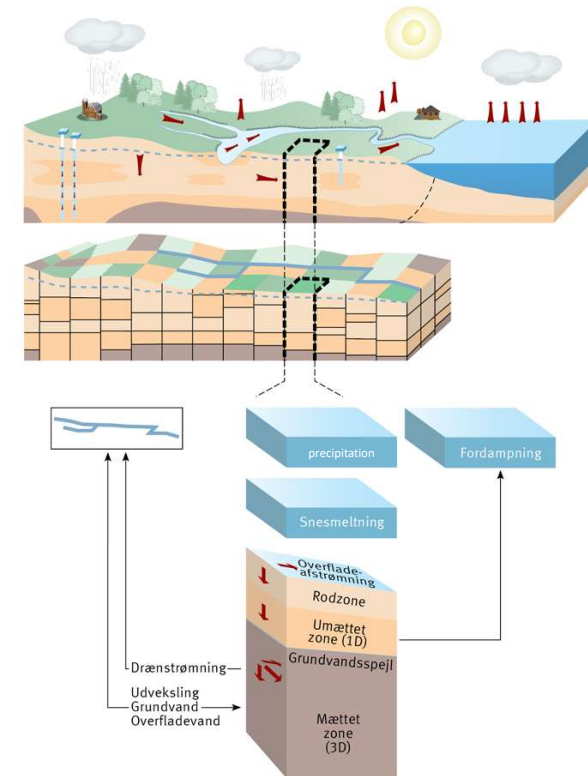 precipitation
Fordampning
Snesmeltning
Overflade-
afstrømning
Rodzone
Umættet
zone (1D)
Grundvandsspejl
Drænstrømning
Udveksling
Grundvand
Overfladevand
Mættet
zone
(3D)